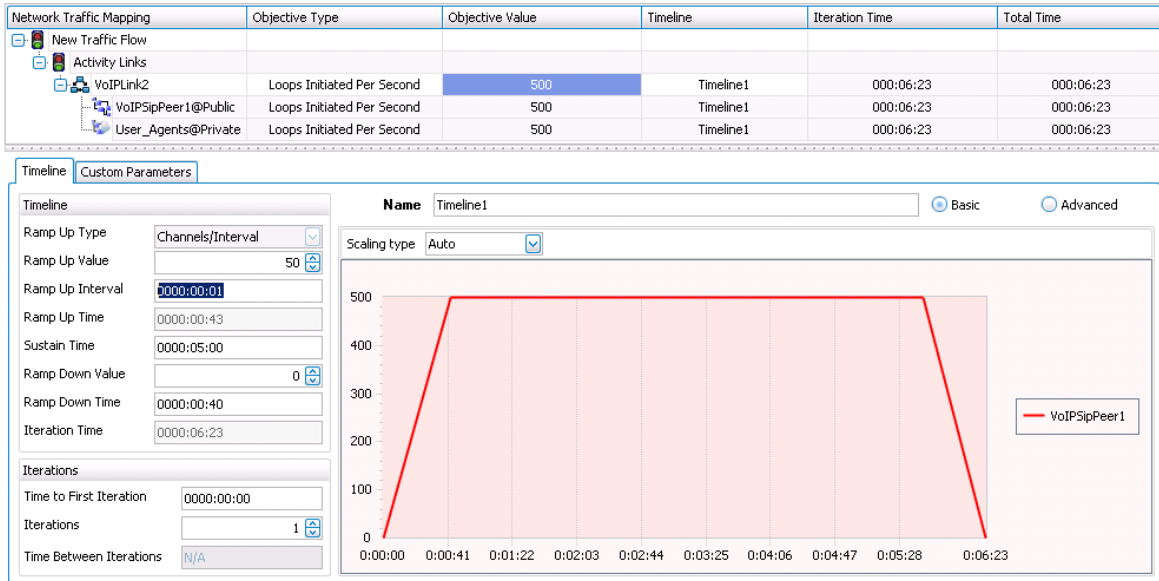 Network Traffic Mapping Objective Type Objective Value Timeline Iteration Time Total Time
New Traffic Flow
Activity Links
VoIPLink2 Loops Initiated Per Second 500 Timeline1 000:06:23 000:06:23
VoIPSipPeer1@Public Loops Initiated Per Second 500 Timeline1 000:06:23 000:06:23
User_Agents@Private Loops Initiated Per Second 500 Timeline1 000:06:23 000:06:23
Timeline Custom Parameters
Timeline
Name Timeline1 Basic Advanced
Ramp Up Type Channels/Interval
Ramp Up Value 50
Ramp Up Interval 0000:00:01
Ramp Up Time 0000:00:43
Sustain Time 0000:05:00
Ramp Down Value 0
Ramp Down Time 0000:00:40
Iteration Time 0000:06:23
Iterations
Time to First Iteration 0000:00:00
Iterations 1
Time Between Iterations N/A
Scaling type Auto
500
400
300
200
100
0
0:00:00 0:00:41 0:01:22 0:02:03 0:02:44 0:03:25 0:04:06 0:04:47 0:05:28 0:06:23
VoIPSipPeer1